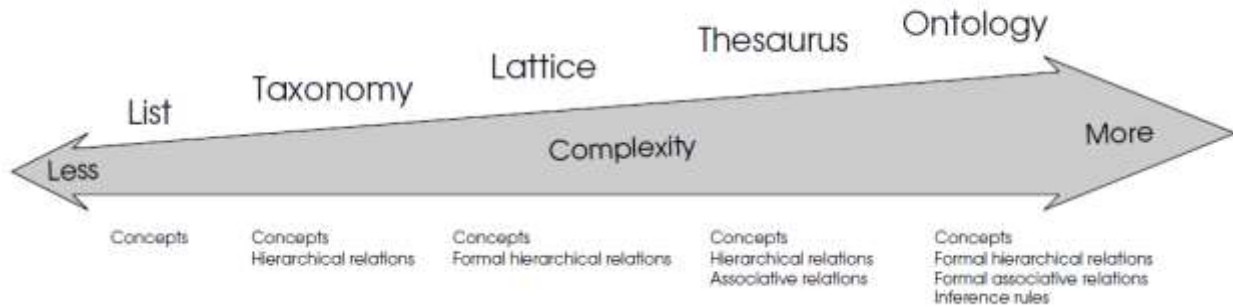 List
Taxonomy
Lattice
Thesaurus
Ontology
Less
Complexity
More
Concepts
Concepts
Hierarchical relations
Concepts
Formal hierarchical relations
Concepts
Hierarchical relations
Associative relations
Concepts
Formal hierarchical relations
Formal associative relations
Inference rules